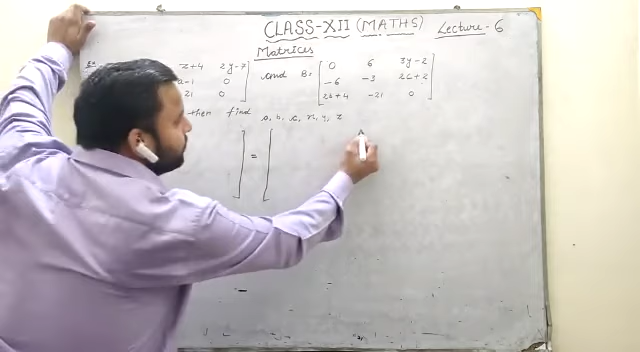 CLASS-XII (MATHS) Lecture-6
Matrices
z+4 2y-7 and B= 0 6 3y-2
a-1 0 -6 -3 2c+2
21 0 2b+4 -21 0
then find a, b, c, x, y, z
=